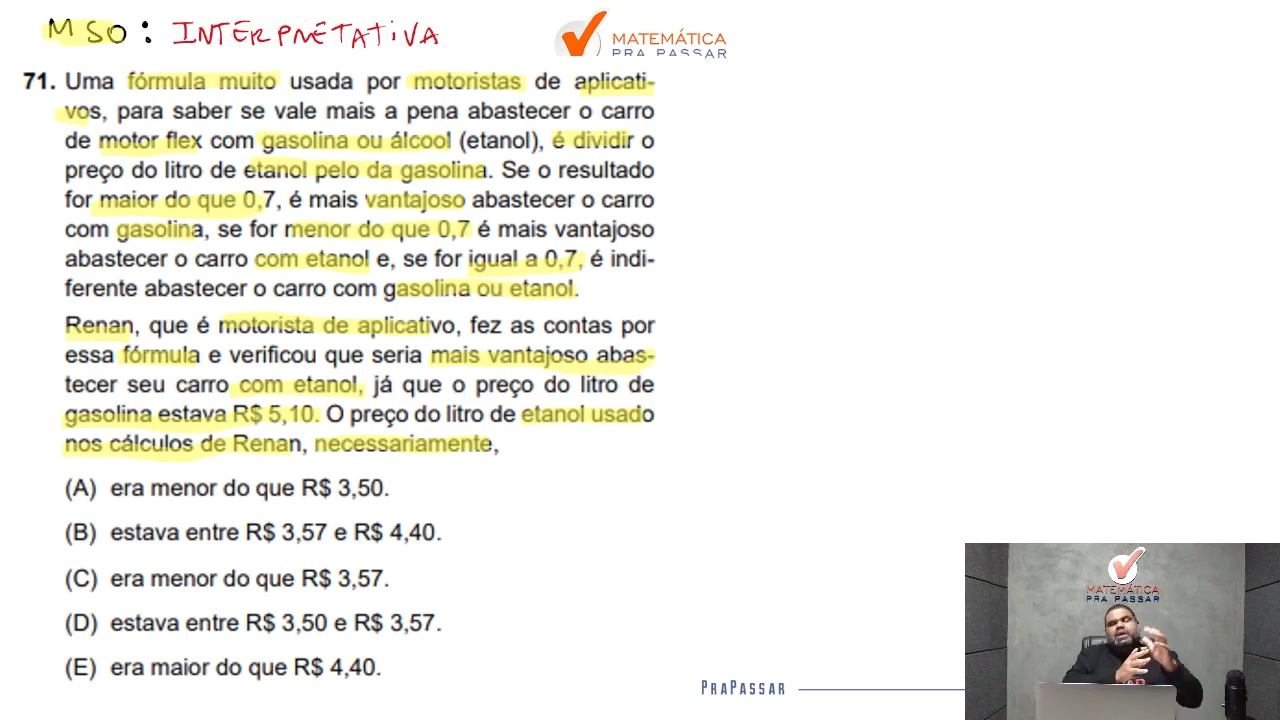 MSO: INTERPRETATIVA
MATEMÁTICA
PRA PASSAR
71. Uma fórmula muito usada por motoristas de aplicati-
vos, para saber se vale mais a pena abastecer o carro
de motor flex com gasolina ou álcool (etanol), é dividir o
preço do litro de etanol pelo da gasolina. Se o resultado
for maior do que 0,7, é mais vantajoso abastecer o carro
com gasolina, se for menor do que 0,7 é mais vantajoso
abastecer o carro com etanol e, se for igual a 0,7, é indi-
ferente abastecer o carro com gasolina ou etanol.
Renan, que é motorista de aplicativo, fez as contas por
essa fórmula e verificou que seria mais vantajoso abas-
tecer seu carro com etanol, já que o preço do litro de
gasolina estava R$ 5,10. O preço do litro de etanol usado
nos cálculos de Renan, necessariamente,
(A) era menor do que R$ 3,50.
(B) estava entre R$ 3,57 e R$ 4,40.
(C) era menor do que R$ 3,57.
(D) estava entre R$ 3,50 e R$ 3,57.
(E) era maior do que R$ 4,40.
MATEMÁTICA
PRA PASSAR
PRAPASSAR